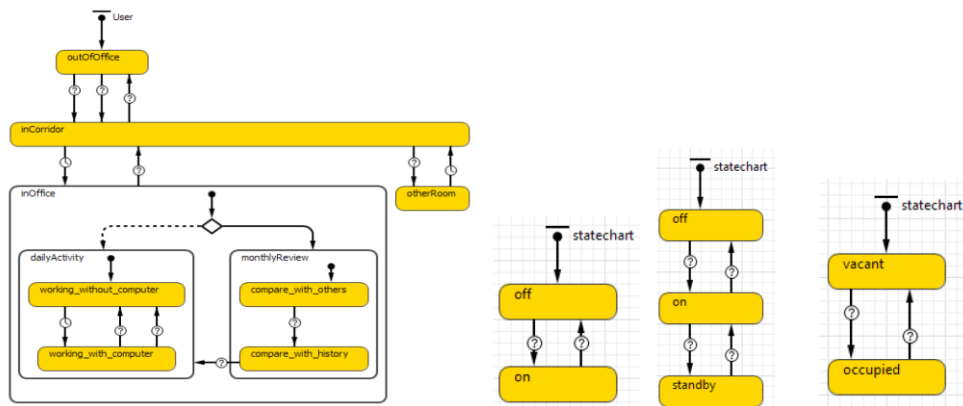 User
outOfOffice
inCorridor
inOffice
otherRoom
dailyActivity
monthlyReview
working_without_computer
compare_with_others
working_with_computer
compare_with_history
statechart
off
on
statechart
off
on
standby
statechart
vacant
occupied